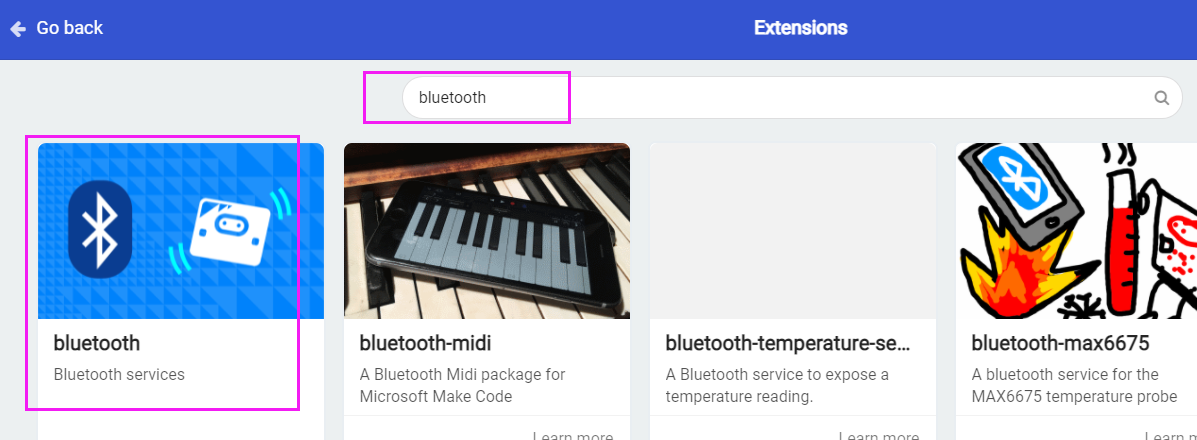 Go back
Extensions
bluetooth
bluetooth
Bluetooth services
bluetooth-midi
A Bluetooth Midi package for
Microsoft Make Code
Learn more
bluetooth-temperature-se...
A Bluetooth service to expose a
temperature reading.
Learn more
bluetooth-max6675
A bluetooth service for the
MAX6675 temperature probe
Learn m